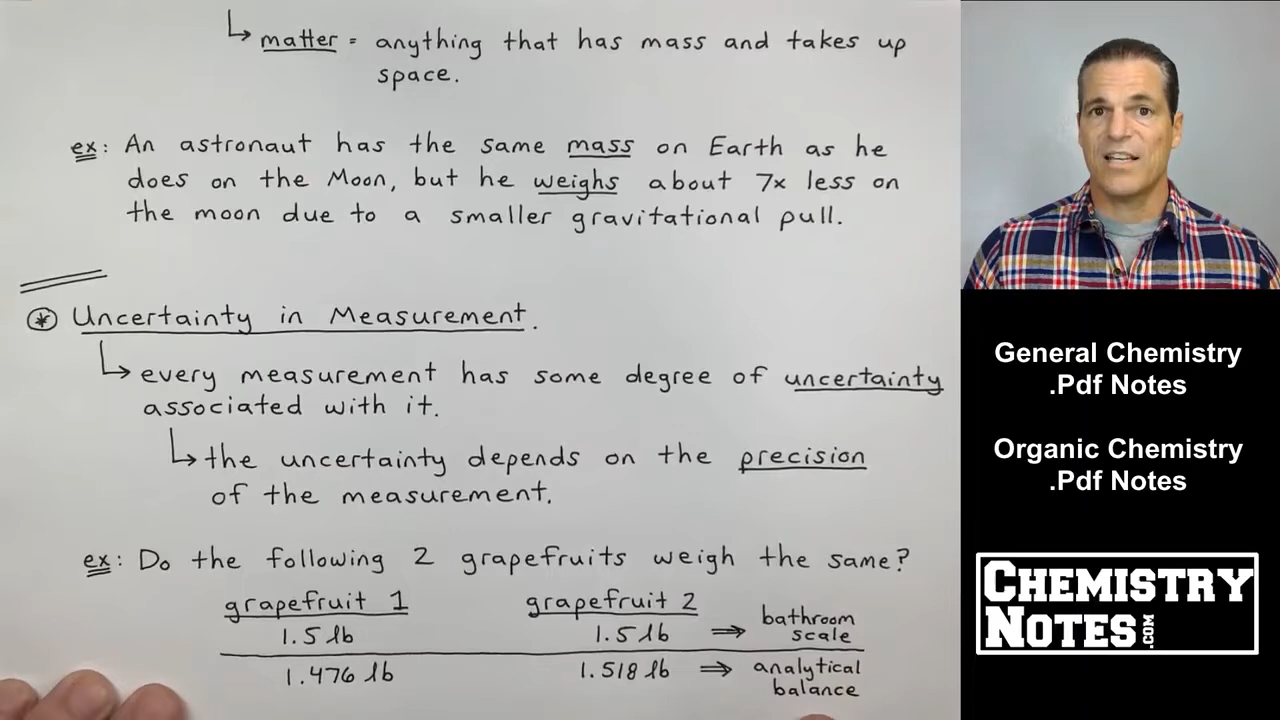 matter = anything that has mass and takes up
space.
ex: An astronaut has the same mass on Earth as he
does on the Moon, but he weighs about 7x less on
the moon due to a smaller gravitational pull.
* Uncertainty in Measurement.
every measurement has some degree of uncertainty
associated with it.
the uncertainty depends on the precision
of the measurement.
ex: Do the following 2 grapefruits weigh the same?
grapefruit 1 grapefruit 2
1.5 lb 1.5 lb ⇒ bathroom scale
1.476 lb 1.518 lb ⇒ analytical balance
General Chemistry
.Pdf Notes
Organic Chemistry
.Pdf Notes
CHEMISTRY
NOTES.COM